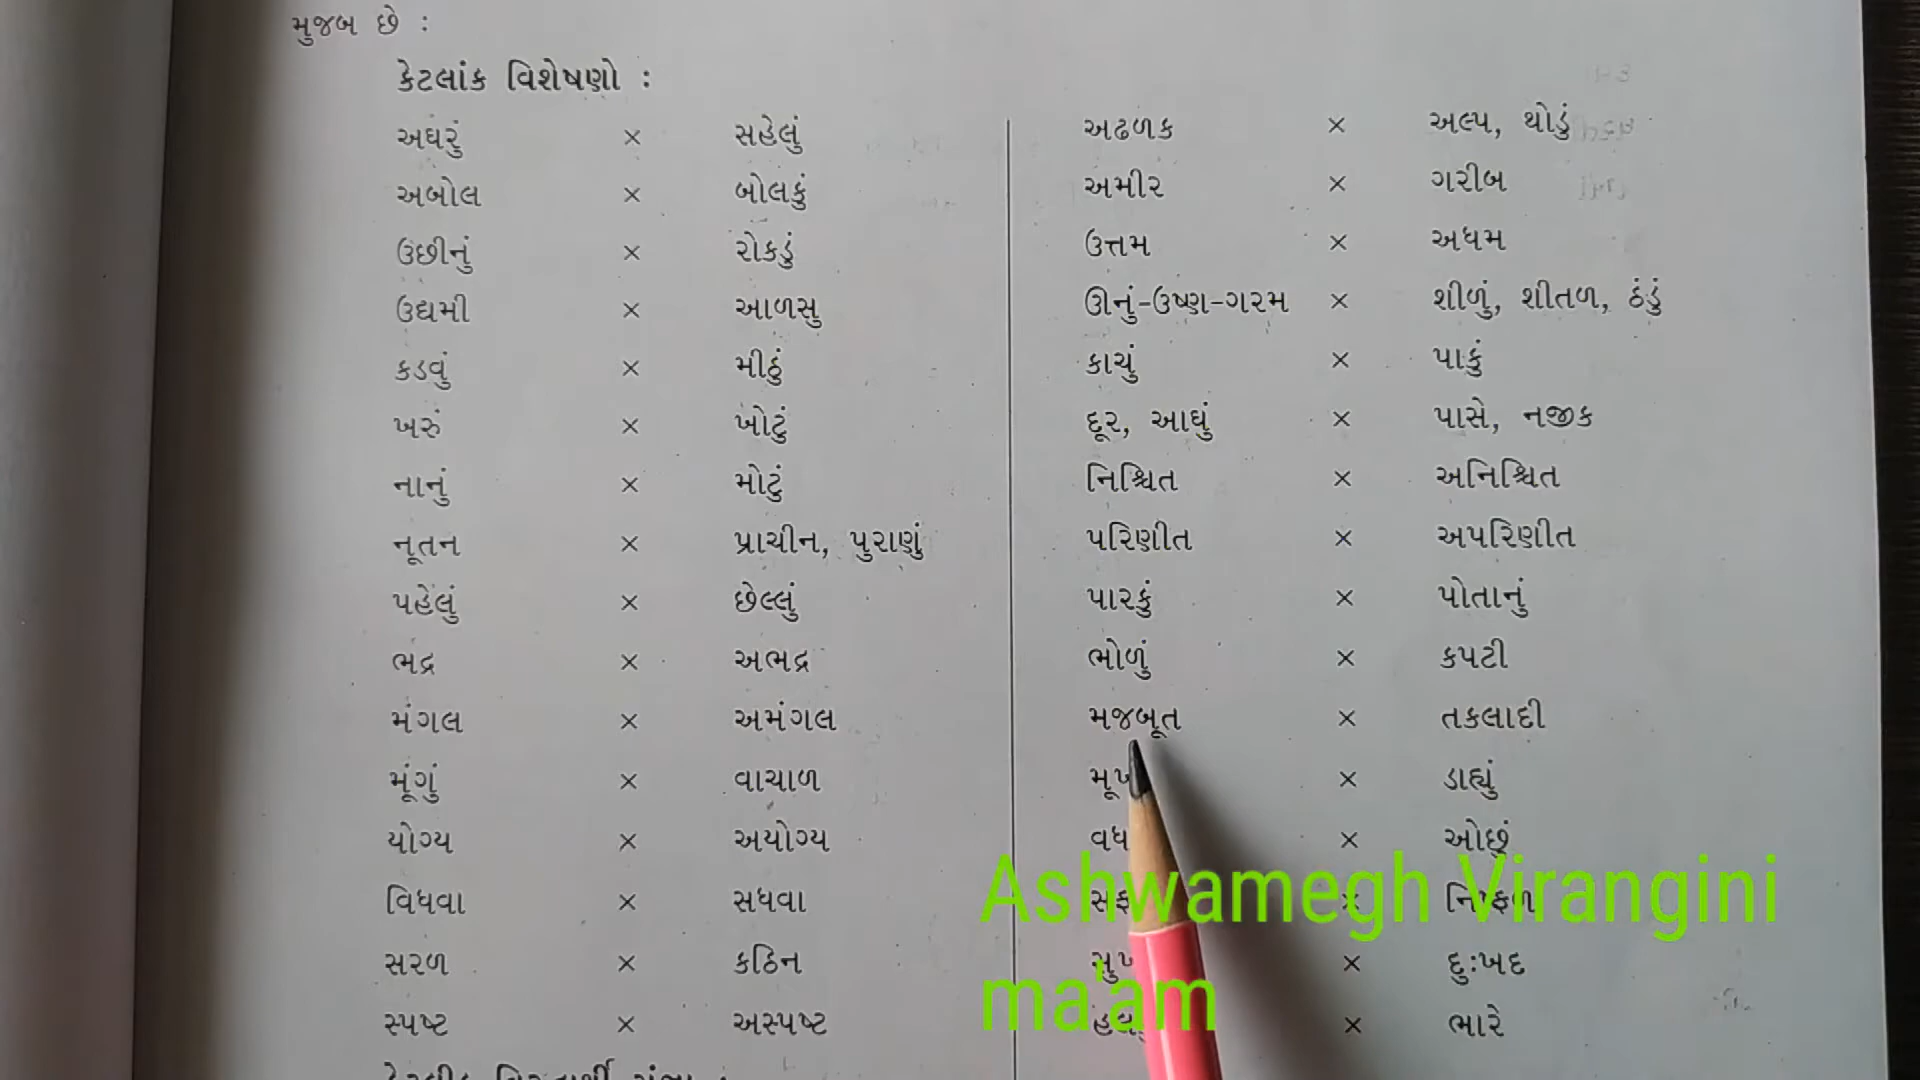 મુજબ છે :
કેટલાંક વિશેષણો :
અઘરું × સહેલું
અબોલ × બોલકું
ઉછીનું × રોકડું
ઉદ્યમી × આળસુ
કડવું × મીઠું
ખરું × ખોટું
નાનું × મોટું
નૂતન × પ્રાચીન, પુરાણું
પહેલું × છેલ્લું
ભદ્ર × અભદ્ર
મંગલ × અમંગલ
મૂંગું × વાચાળ
યોગ્ય × અયોગ્ય
વિધવા × સધવા
સરળ × કઠિન
સ્પષ્ટ × અસ્પષ્ટ
અઢળક × અલ્પ, થોડું
અમીર × ગરીબ
ઉત્તમ × અધમ
ઊનું-ઉષ્ણ-ગરમ × શીળું, શીતળ, ઠંડું
કાચું × પાકું
દૂર, આઘું × પાસે, નજીક
નિશ્ચિત × અનિશ્ચિત
પરિણીત × અપરિણીત
પારકું × પોતાનું
ભોળું × કપટી
મજબૂત × તકલાદી
× ડાહ્યું
× ઓછું
×
× દુઃખદ
× ભારે
Ashwamegh Virangini
ma'am